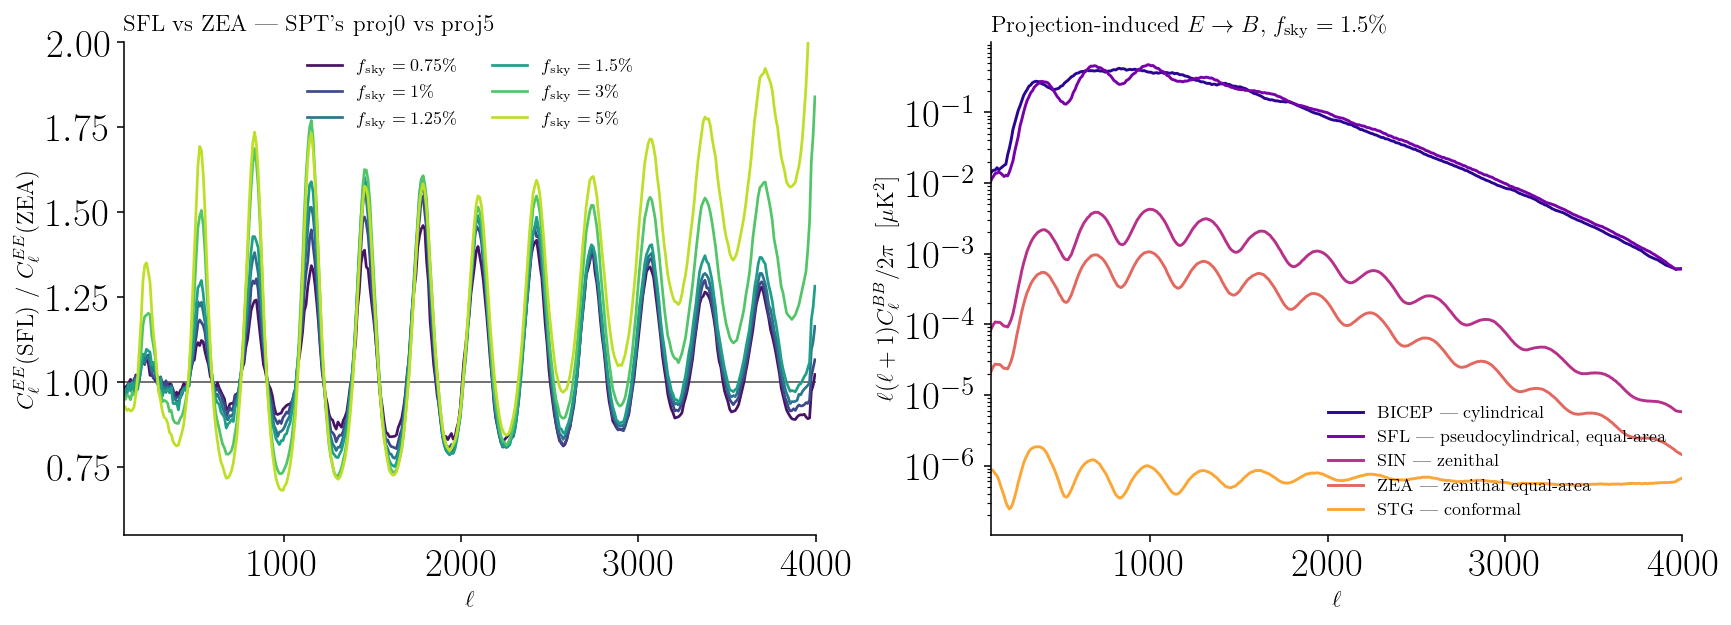 SFL vs ZEA — SPT's proj0 vs proj5
2.00
1.75
1.50
1.25
1.00
0.75
C_ℓ^{EE}(SFL) / C_ℓ^{EE}(ZEA)
f_sky = 0.75%
f_sky = 1%
f_sky = 1.25%
f_sky = 1.5%
f_sky = 3%
f_sky = 5%
1000 2000 3000 4000
ℓ
Projection-induced E → B, f_sky = 1.5%
10^{−1}
10^{−2}
10^{−3}
10^{−4}
10^{−5}
10^{−6}
ℓ(ℓ + 1)C_ℓ^{BB}/2π [μK^2]
BICEP — cylindrical
SFL — pseudocylindrical, equal-area
SIN — zenithal
ZEA — zenithal equal-area
STG — conformal
1000 2000 3000 4000
ℓ